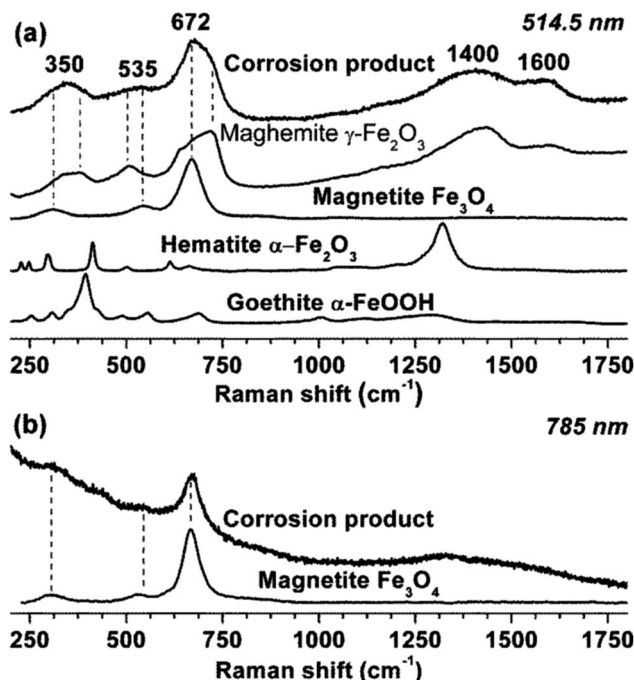 (a) 514.5 nm
672
350 535 1400 1600
Corrosion product
Maghemite γ-Fe₂O₃
Magnetite Fe₃O₄
Hematite α–Fe₂O₃
Goethite α-FeOOH
250 500 750 1000 1250 1500 1750
Raman shift (cm⁻¹)
(b) 785 nm
Corrosion product
Magnetite Fe₃O₄
250 500 750 1000 1250 1500 1750
Raman shift (cm⁻¹)